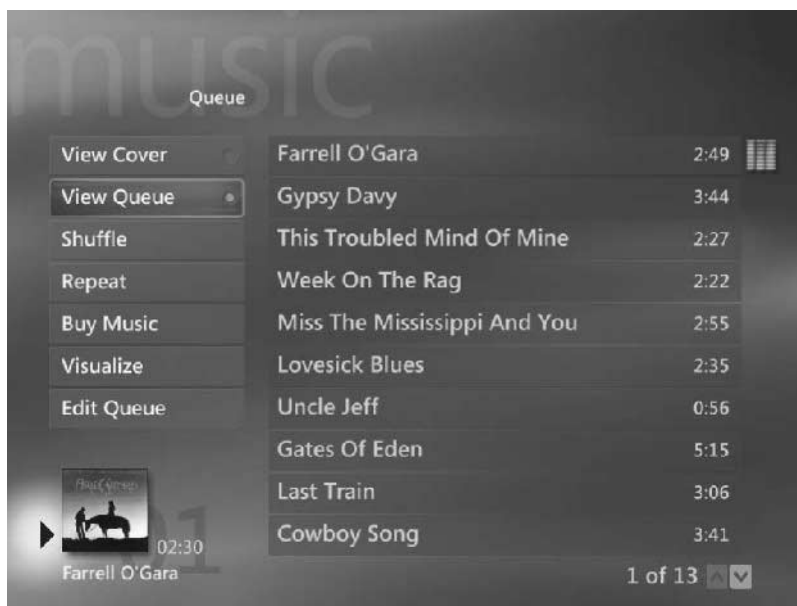 music
Queue
View Cover
View Queue
Shuffle
Repeat
Buy Music
Visualize
Edit Queue
Farrell O'Gara 2:49
Gypsy Davy 3:44
This Troubled Mind Of Mine 2:27
Week On The Rag 2:22
Miss The Mississippi And You 2:55
Lovesick Blues 2:35
Uncle Jeff 0:56
Gates Of Eden 5:15
Last Train 3:06
Cowboy Song 3:41
01
02:30
Farrell O'Gara
1 of 13